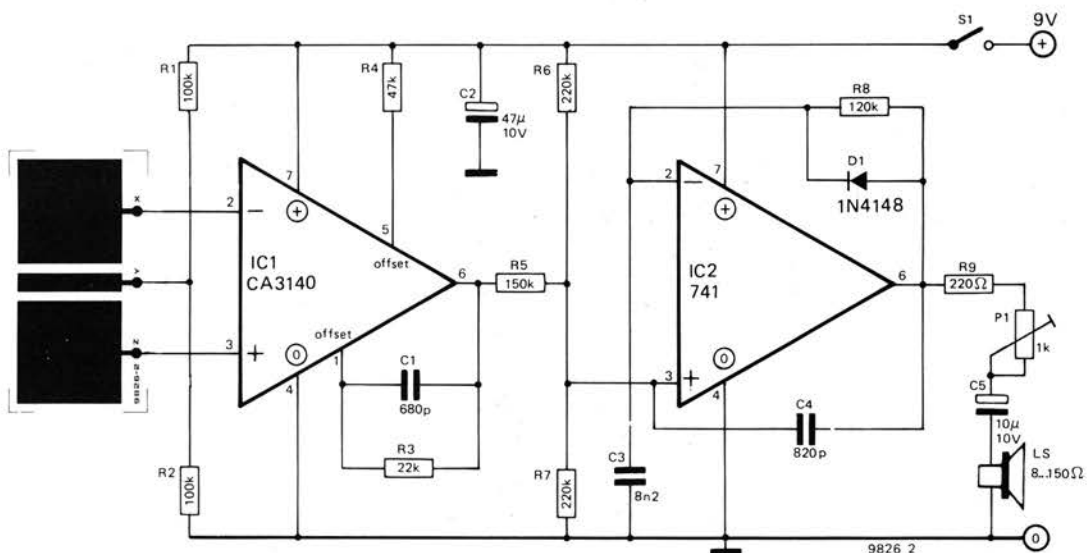 S1
9V
+
R1
100k
R4
47k
C2
47µ
10V
R6
220k
R8
120k
D1
1N4148
X
2
−
7
+
5
offset
IC1
CA3140
6
R5
150k
2
−
7
+
IC2
741
6
R9
220Ω
P1
1k
Y
Z
3
+
offset
1
0
4
C1
680p
R3
22k
3
+
0
4
C4
820p
C5
10µ
10V
LS
8...150Ω
9826-2
R2
100k
R7
220k
C3
8n2
9826 2
0